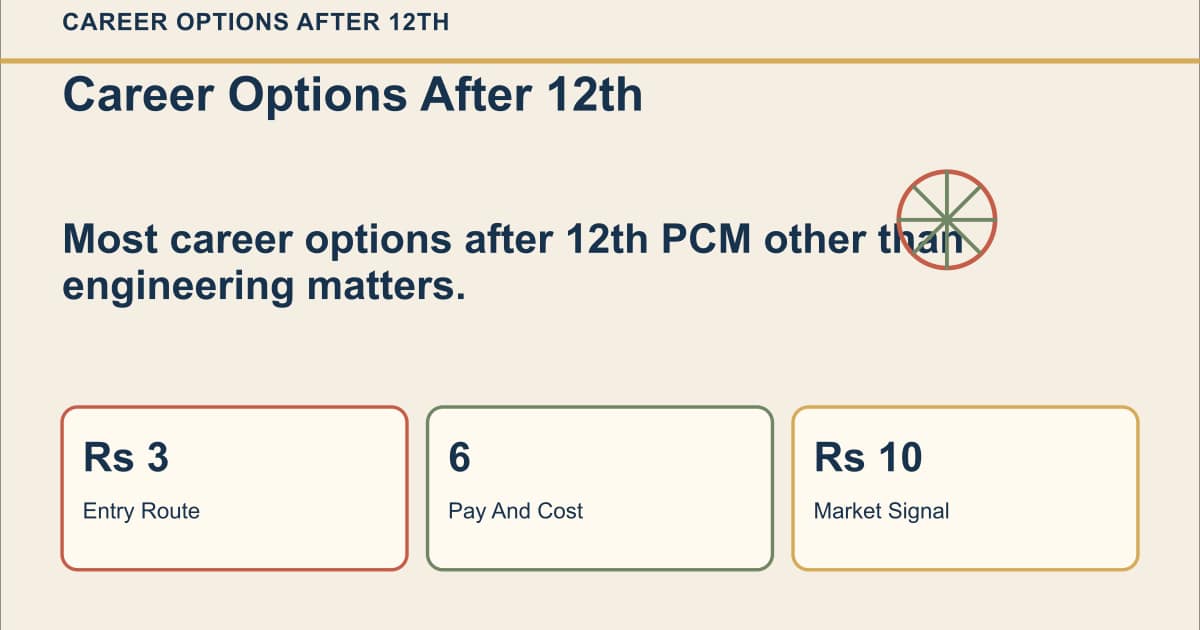 CAREER OPTIONS AFTER 12TH
Career Options After 12th
Most career options after 12th PCM other than
engineering matters.
Rs 3
Entry Route
6
Pay And Cost
Rs 10
Market Signal